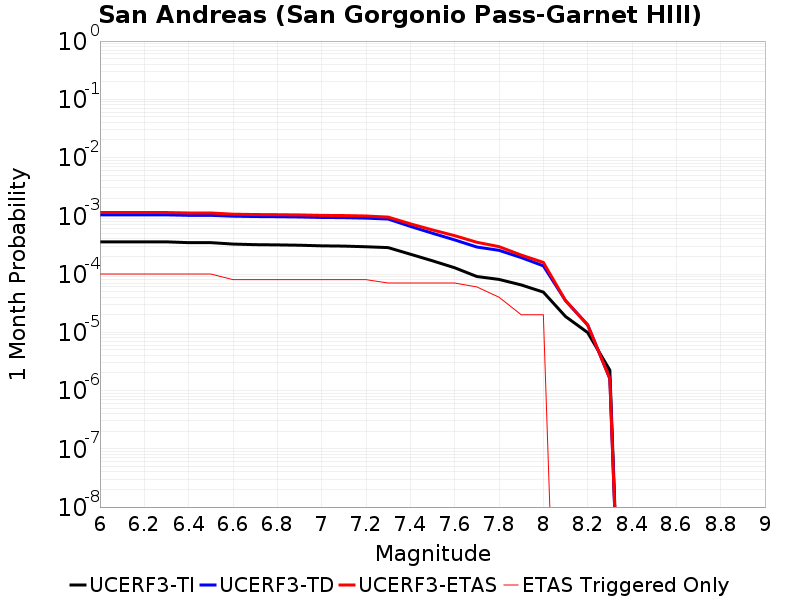 San Andreas (San Gorgonio Pass-Garnet HIll)
1 Month Probability
10^0
10^-1
10^-2
10^-3
10^-4
10^-5
10^-6
10^-7
10^-8
6 6.2 6.4 6.6 6.8 7 7.2 7.4 7.6 7.8 8 8.2 8.4 8.6 8.8 9
Magnitude
UCERF3-TI UCERF3-TD UCERF3-ETAS ETAS Triggered Only